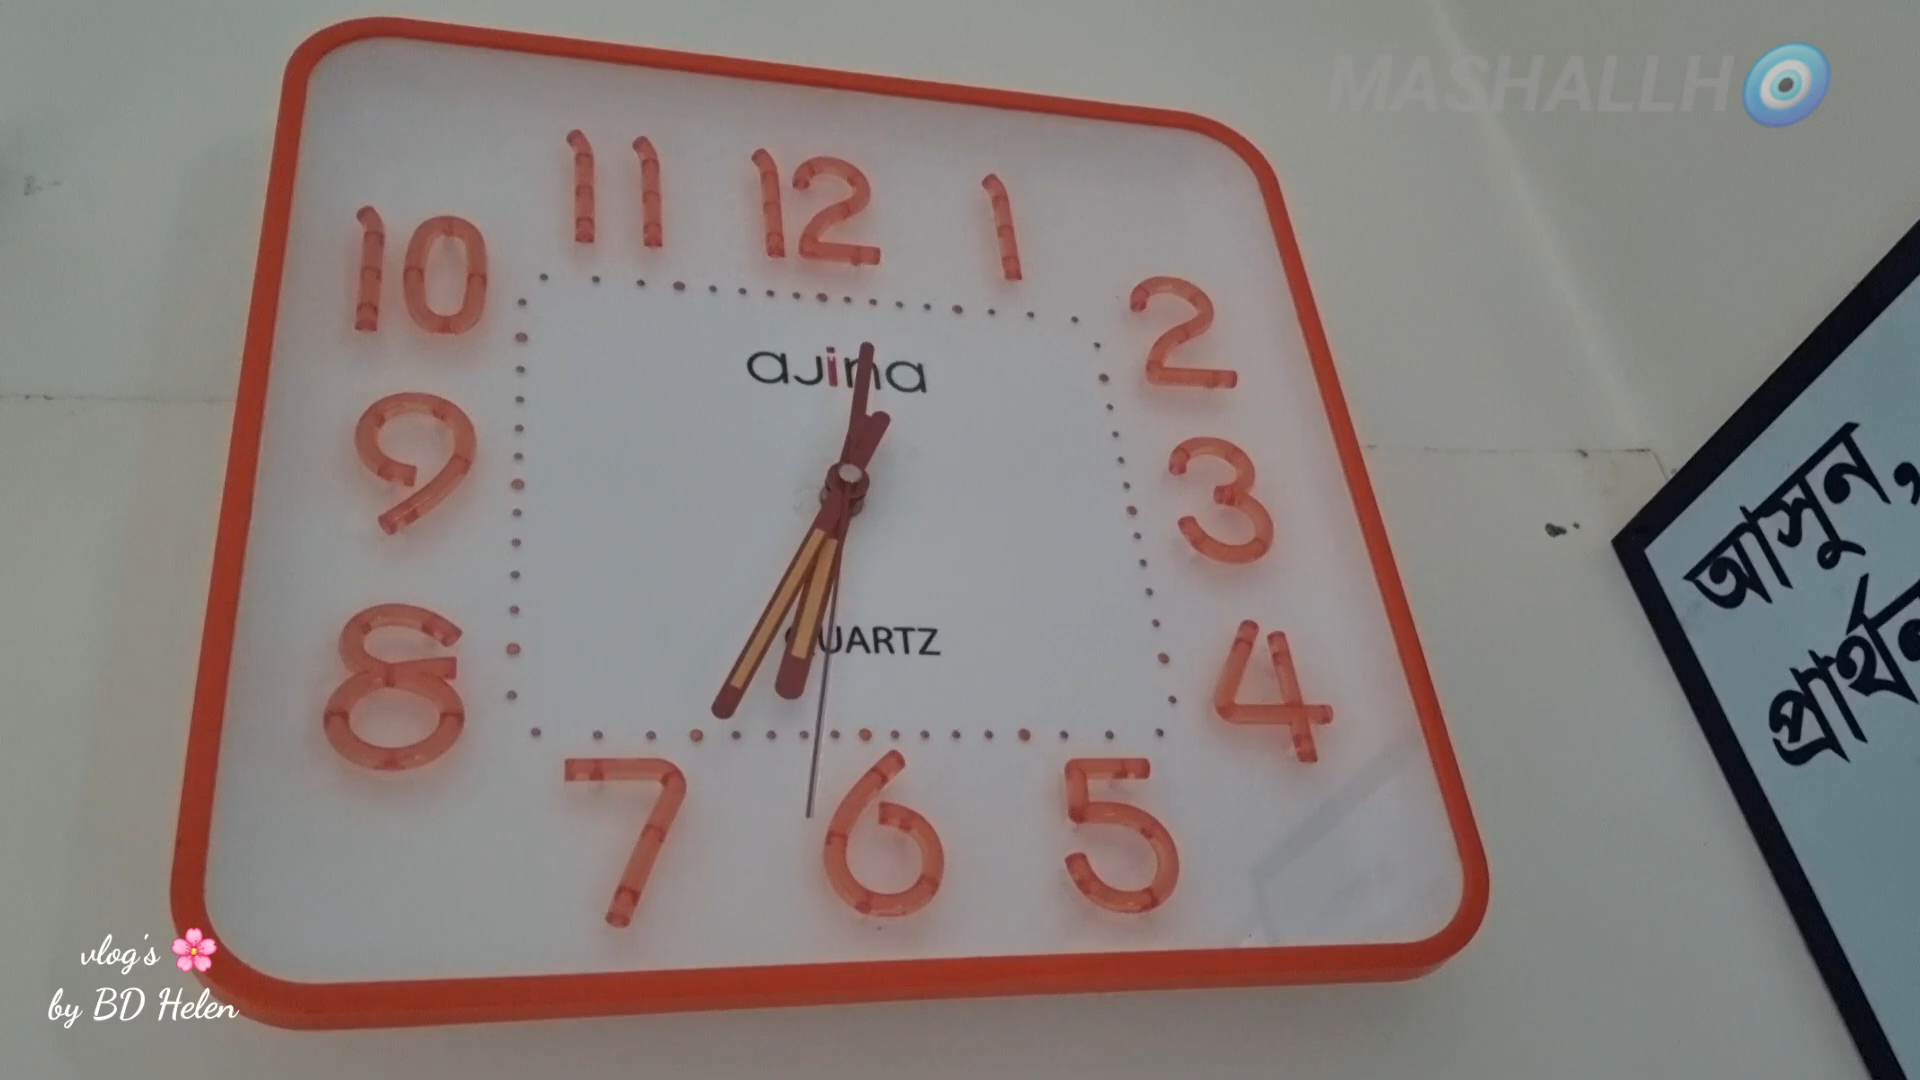 MASHALLH
11 12 1
10 2
ajina
9 3
আসুন,
8 QUARTZ 4
7 6 5
vlog's
by BD Helen